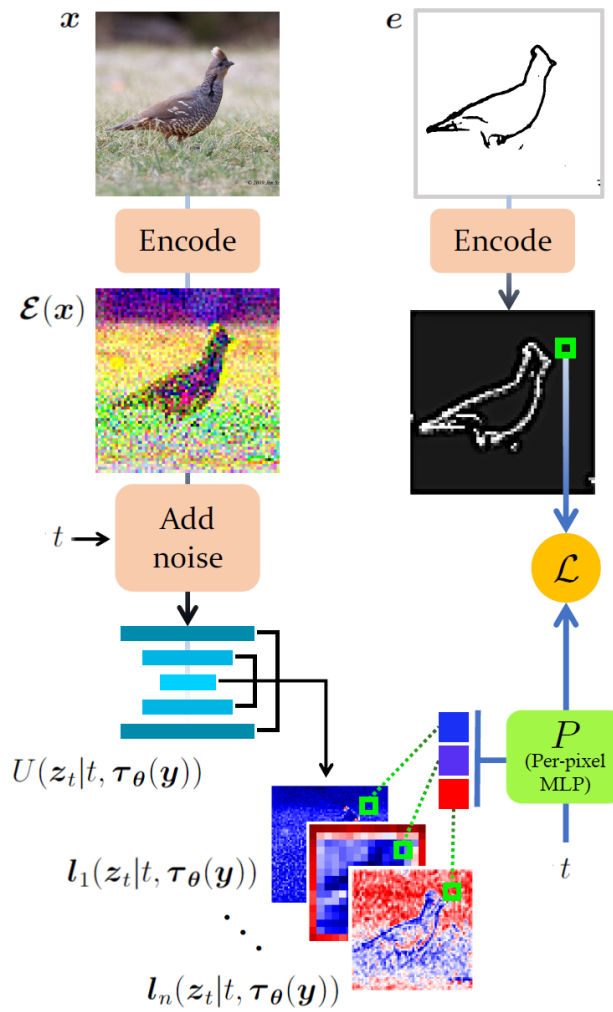 x
e
Encode
Encode
ℰ(x)
t
Add
noise
ℒ
U(z_t|t, τ_θ(y))
P
(Per-pixel
MLP)
t
l_1(z_t|t, τ_θ(y))
l_n(z_t|t, τ_θ(y))